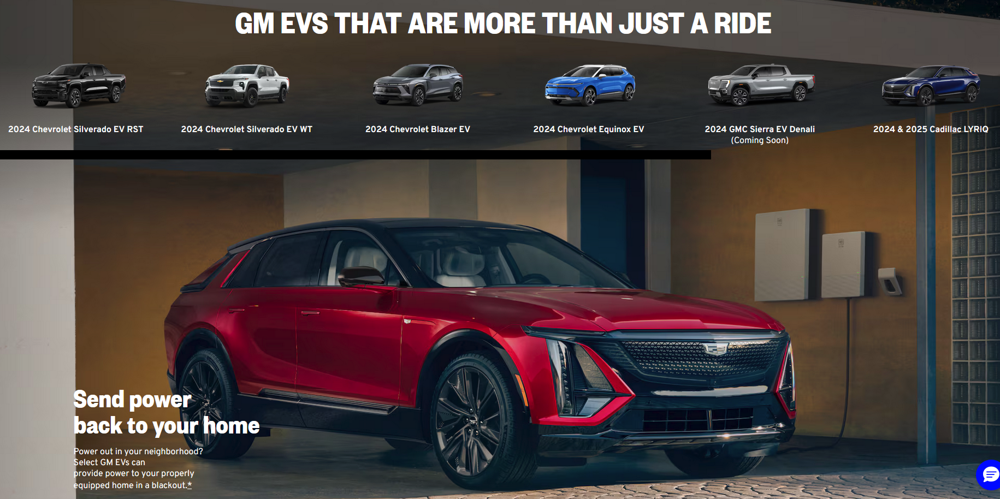 GM EVS THAT ARE MORE THAN JUST A RIDE
2024 Chevrolet Silverado EV RST
2024 Chevrolet Silverado EV WT
2024 Chevrolet Blazer EV
2024 Chevrolet Equinox EV
2024 GMC Sierra EV Denali
(Coming Soon)
2024 & 2025 Cadillac LYRIQ
Send power
back to your home
Power out in your neighborhood?
Select GM EVs can
provide power to your properly
equipped home in a blackout.*